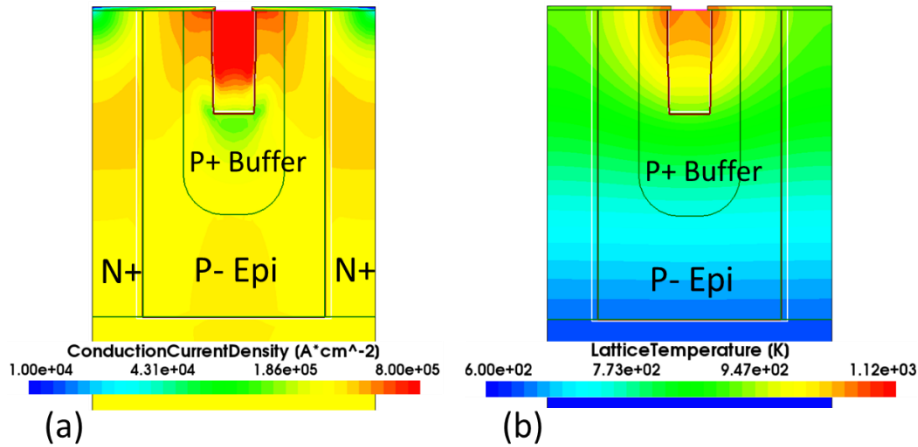 P+ Buffer
N+ P- Epi N+
ConductionCurrentDensity (A*cm^-2)
1.00e+04 4.31e+04 1.86e+05 8.00e+05
(a)
P+ Buffer
P- Epi
LatticeTemperature (K)
6.00e+02 7.73e+02 9.47e+02 1.12e+03
(b)